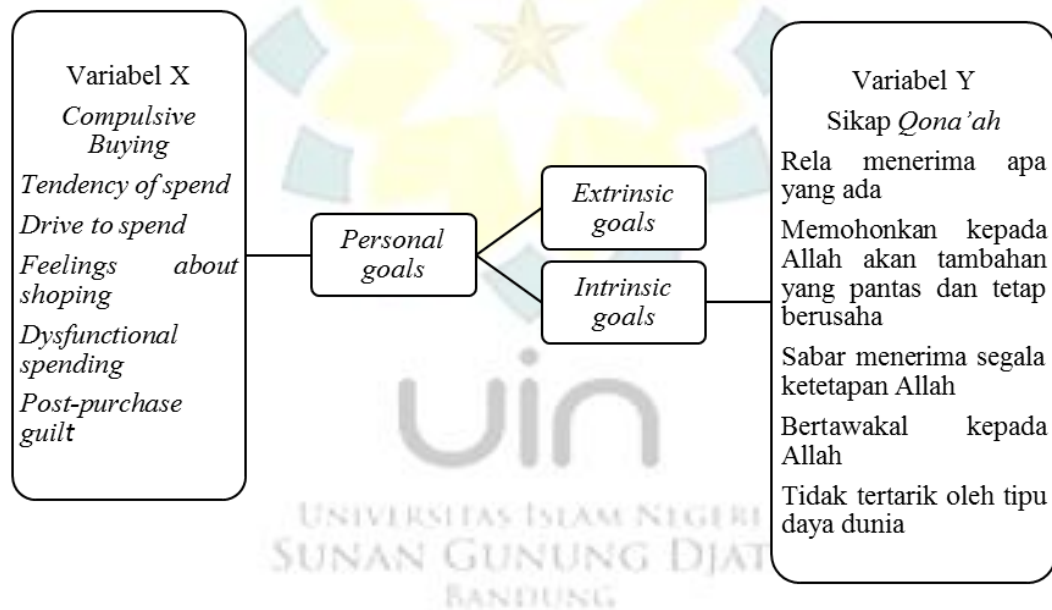 Variabel X
Compulsive
Buying
Tendency of spend
Drive to spend
Feelings about
shoping
Dysfunctional
spending
Post-purchase
guilt
Personal
goals
Extrinsic
goals
Intrinsic
goals
Variabel Y
Sikap Qona’ah
Rela menerima apa
yang ada
Memohonkan kepada
Allah akan tambahan
yang pantas dan tetap
berusaha
Sabar menerima segala
ketetapan Allah
Bertawakal kepada
Allah
Tidak tertarik oleh tipu
daya dunia
uin
UNIVERSITAS ISLAM NEGERI
SUNAN GUNUNG DJAT
BANDUNG